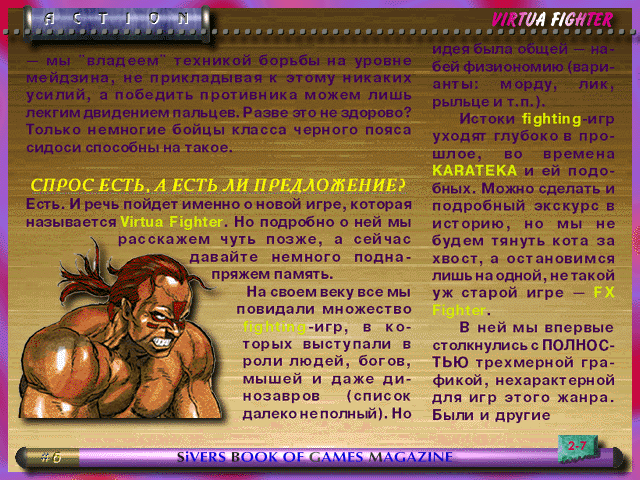 ACTION
VIRTUA FIGHTER
— мы "владеем" техникой борьбы на уровне
мейдзина, не прикладывая к этому никаких
усилий, а победить противника можем лишь
лекгим двидением пальцев. Разве это не здорово?
Только немногие бойцы класса черного пояса
сидоси способны на такое.
СПРОС ЕСТЬ, А ЕСТЬ ЛИ ПРЕДЛОЖЕНИЕ?
Есть. И речь пойдет именно о новой игре, которая
называется Virtua Fighter. Но подробно о ней мы
расскажем чуть позже, а сейчас
давайте немного подна-
пряжем память.
На своем веку все мы
повидали множество
fighting-игр, в ко-
торых выступали в
роли людей, богов,
мышей и даже ди-
нозавров (список
далеко не полный). Но
идея была общей — на-
бей физиономию (вари-
анты: морду, лик,
рыльце и т.п.).
Истоки fighting-игр
уходят глубоко в про-
шлое, во времена
KARATEKA и ей подо-
бных. Можно сделать и
подробный экскурс в
историю, но мы не
будем тянуть кота за
хвост, а остановимся
лишь на одной, не такой
уж старой игре — FX
Fighter.
В ней мы впервые
столкнулись с ПОЛНОС-
ТЬЮ трехмерной гра-
фикой, нехарактерной
для игр этого жанра.
Были и другие
#6
SiVERS BOOK OF GAMES MAGAZINE
2-7